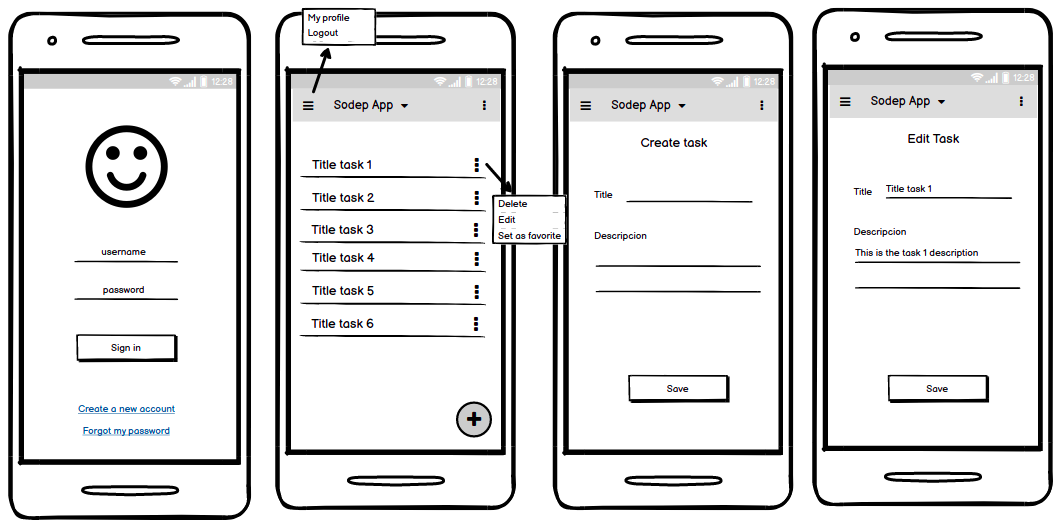 12:28
username
password
Sign in
Create a new account
Forgot my password
My profile
Logout
12:28
Sodep App
Title task 1
Title task 2
Title task 3
Title task 4
Title task 5
Title task 6
Delete
Edit
Set as favorite
12:28
Sodep App
Create task
Title
Descripcion
Save
12:28
Sodep App
Edit Task
Title Title task 1
Descripcion
This is the task 1 description
Save